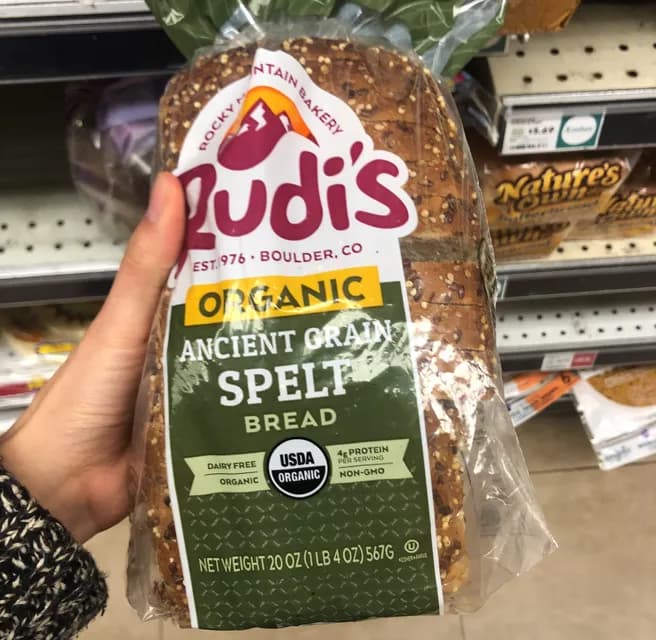 ROCKY MOUNTAIN BAKERY
Rudi's
EST. 1976 · BOULDER, CO
ORGANIC
ANCIENT GRAIN
SPELT
BREAD
DAIRY FREE
ORGANIC
USDA
ORGANIC
4g PROTEIN
PER SERVING
NON-GMO
NET WEIGHT 20 OZ (1 LB 4 OZ) 567G
U
Nature's
Own